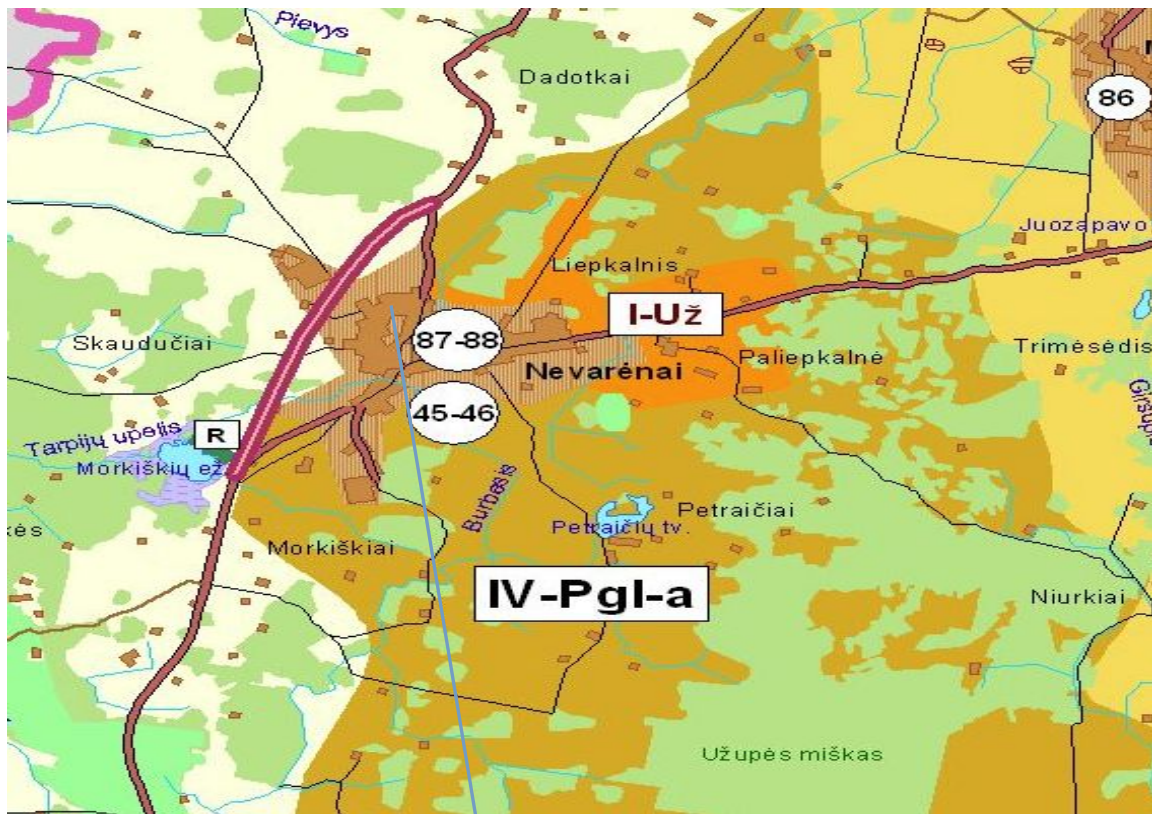 Pievys
Dadotkai
86
Juozapavo
Liepkalnis
I-Už
Skaudučiai
87-88
Paliepkalnė
Trimėsėdis
Nevarėnai
45-46
Tarpijų upelis
R
Morkiškių ež.
Burbasis
Petraičiai
Petraičių tv.
kės
Morkiškiai
IV-Pgl-a
Niurkiai
Užupės miškas